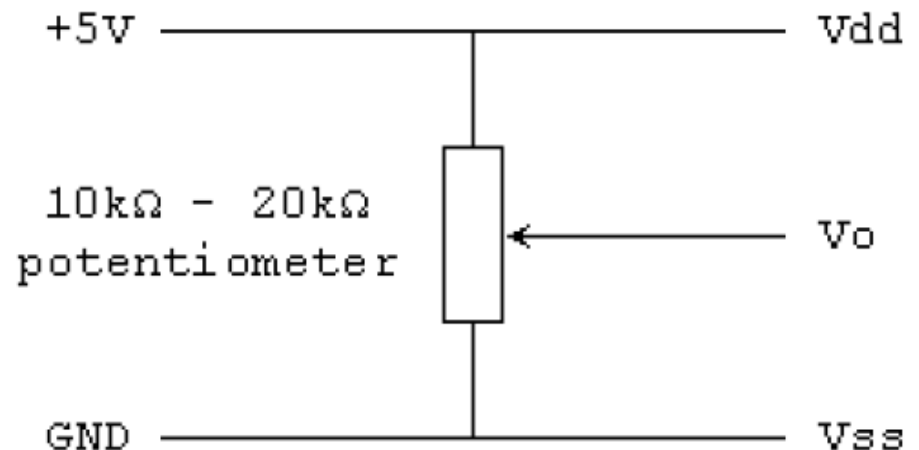 +5V
Vdd
10kΩ - 20kΩ
potentiometer
Vo
GND
Vss